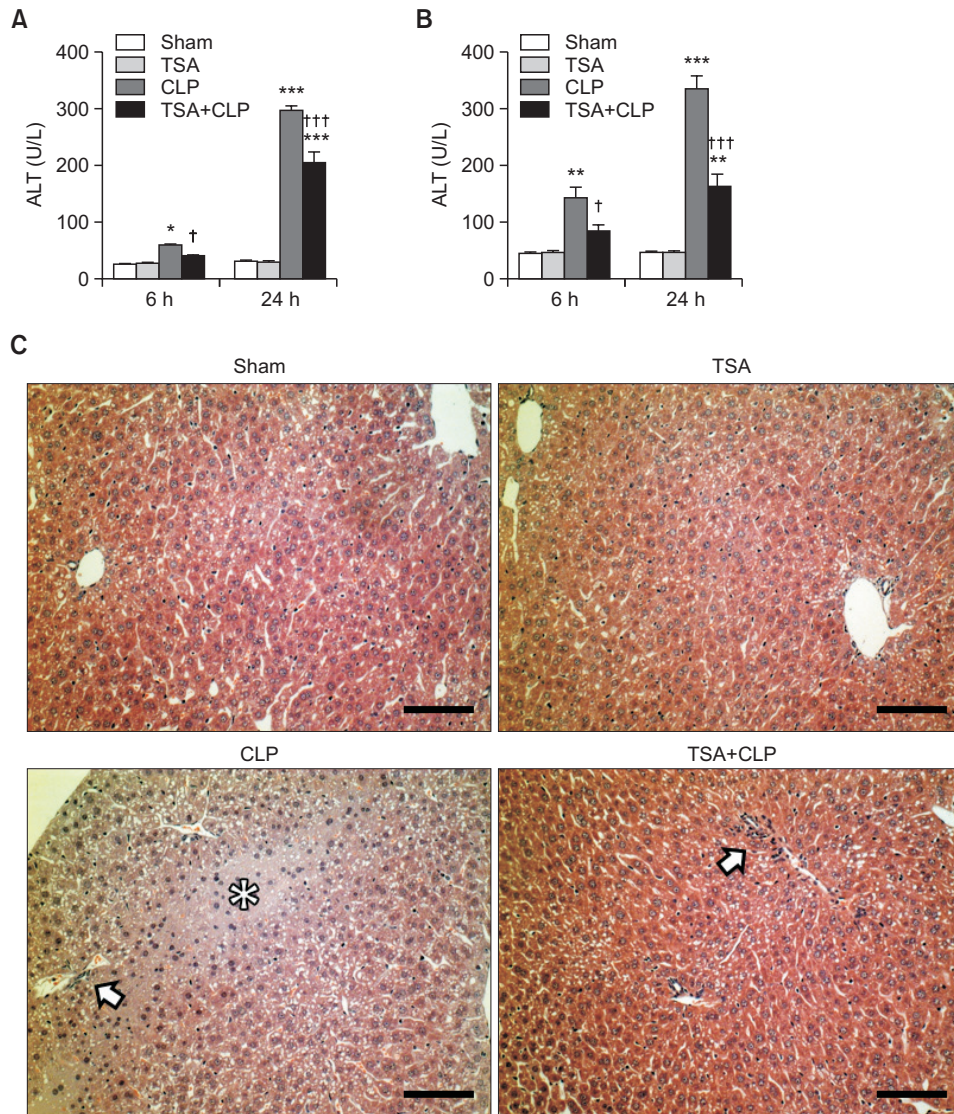 A
Sham
TSA
CLP
TSA+CLP
400
300
200
100
0
ALT (U/L)
*
†
***
†††
***
6 h
24 h
B
Sham
TSA
CLP
TSA+CLP
400
300
200
100
0
ALT (U/L)
**
†
***
†††
**
6 h
24 h
C
Sham
TSA
CLP
TSA+CLP
*